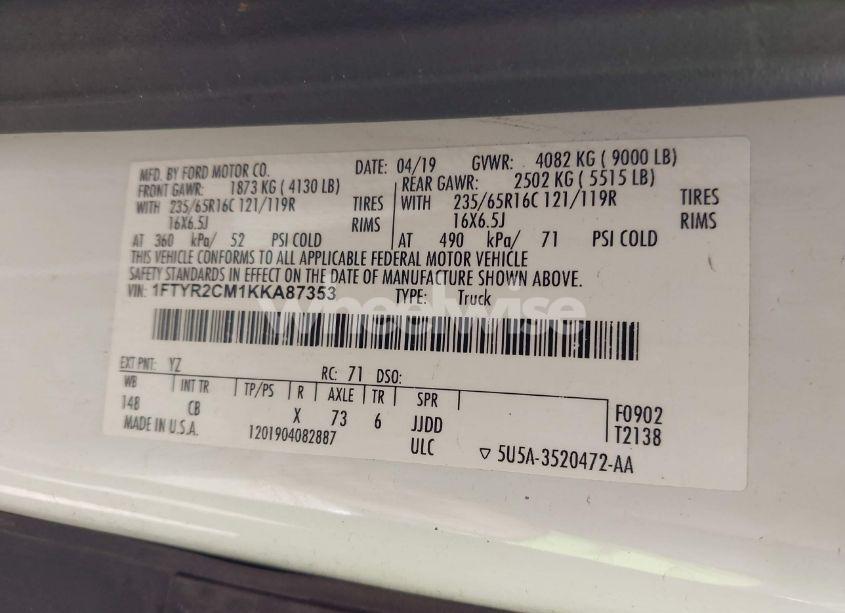 MFD. BY FORD MOTOR CO. DATE: 04/19 GVWR: 4082 KG ( 9000 LB)
FRONT GAWR: 1873 KG ( 4130 LB) REAR GAWR: 2502 KG ( 5515 LB)
WITH 235/65R16C 121/119R TIRES WITH 235/65R16C 121/119R TIRES
16X6.5J RIMS 16X6.5J RIMS
AT 360 kPa/ 52 PSI COLD AT 490 kPa/ 71 PSI COLD
THIS VEHICLE CONFORMS TO ALL APPLICABLE FEDERAL MOTOR VEHICLE
SAFETY STANDARDS IN EFFECT ON THE DATE OF MANUFACTURE SHOWN ABOVE.
VIN: 1FTYR2CM1KKA87353 TYPE: Truck
Wheelwise
EXT PNT: YZ RC: 71 DSO:
WB INT TR TP/PS R AXLE TR SPR
148 CB X 73 6 JJDD F0902
MADE IN U.S.A. 1201904082887 ULC T2138
▽ 5U5A-3520472-AA